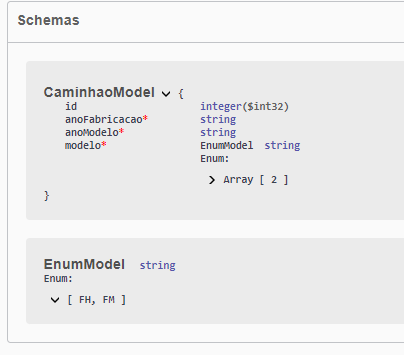 Schemas
CaminhaoModel {
id integer($int32)
anoFabricacao* string
anoModelo* string
modelo* EnumModel string
Enum:
Array [ 2 ]
}
EnumModel string
Enum:
[ FH, FM ]